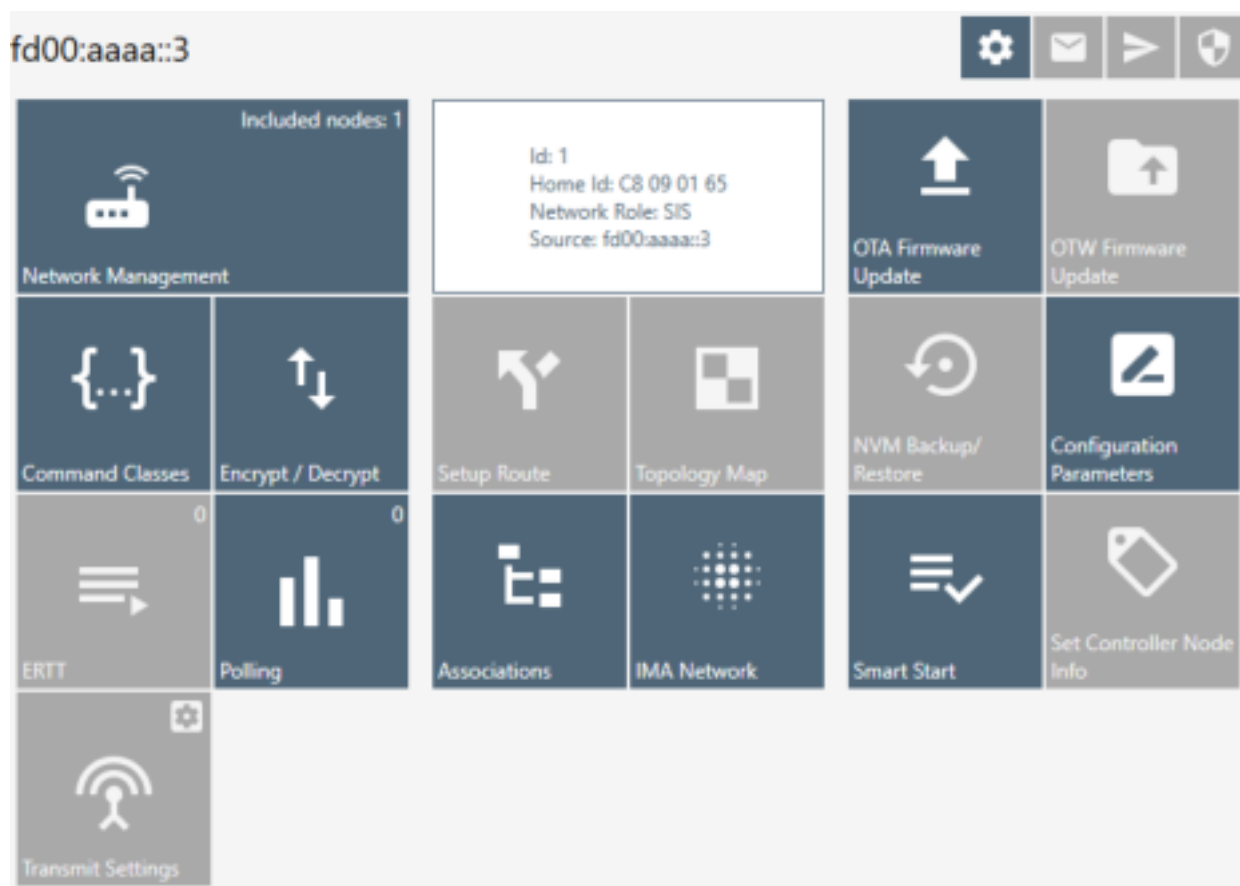 fd00:aaaa::3
Included nodes: 1
Network Management
Id: 1
Home Id: C8 09 01 65
Network Role: SIS
Source: fd00:aaaa::3
OTA Firmware
Update
OTW Firmware
Update
{...}
Command Classes
Encrypt / Decrypt
Setup Route
Topology Map
NVM Backup/
Restore
Configuration
Parameters
0
ERTT
0
Polling
Associations
IMA Network
Smart Start
Set Controller Node
Info
Transmit Settings